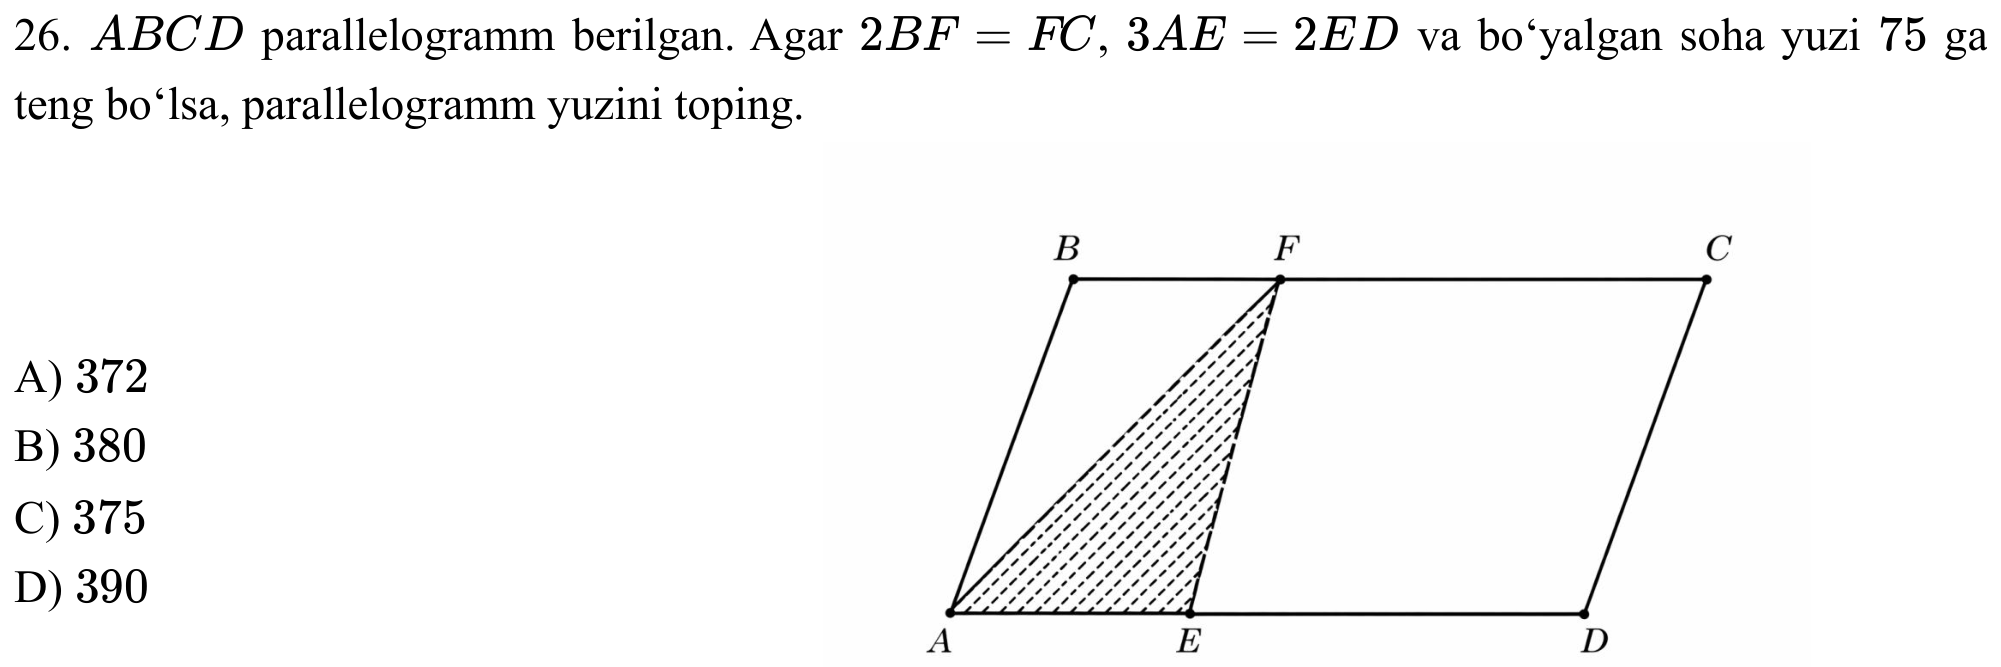 26. ABCD parallelogramm berilgan. Agar 2BF = FC, 3AE = 2ED va bo‘yalgan soha yuzi 75 ga
teng bo‘lsa, parallelogramm yuzini toping.
B F C
A) 372
B) 380
C) 375
D) 390
A E D